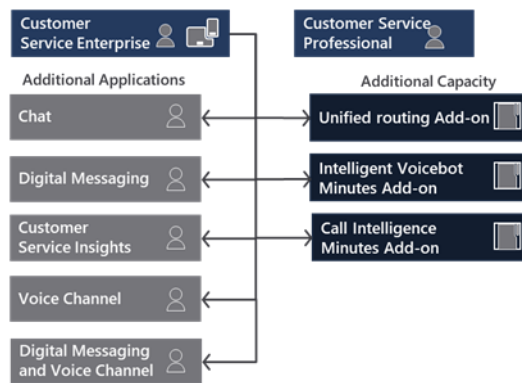 Customer
Service Enterprise
Customer Service
Professional
Additional Applications
Additional Capacity
Chat
Unified routing Add-on
Digital Messaging
Intelligent Voicebot
Minutes Add-on
Customer
Service Insights
Call Intelligence
Minutes Add-on
Voice Channel
Digital Messaging
and Voice Channel